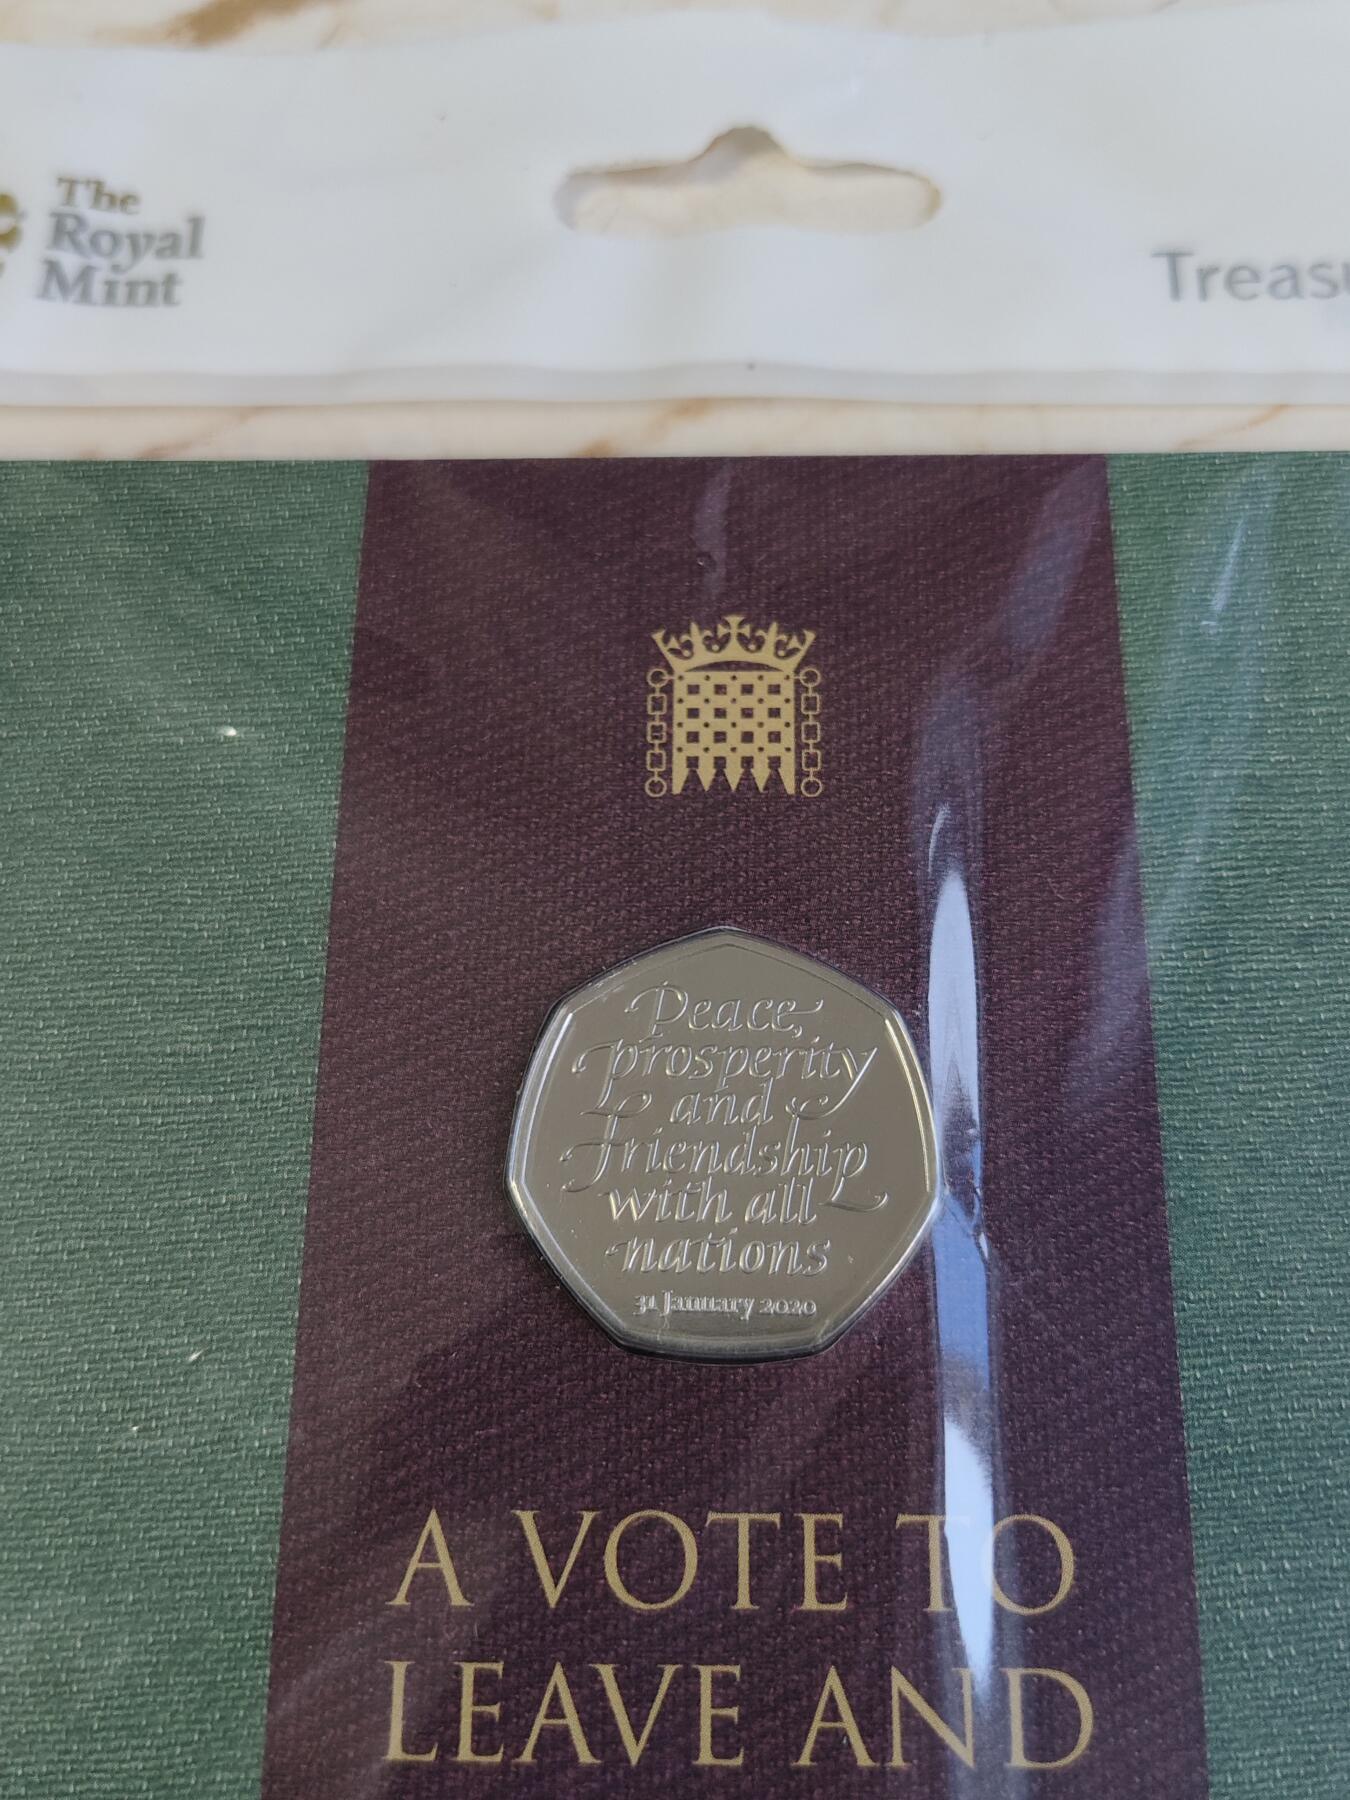 The
Royal
Mint
Peace,
prosperity
and
friendship
with all
nations
31 January 2020
A VOTE TO
LEAVE AND